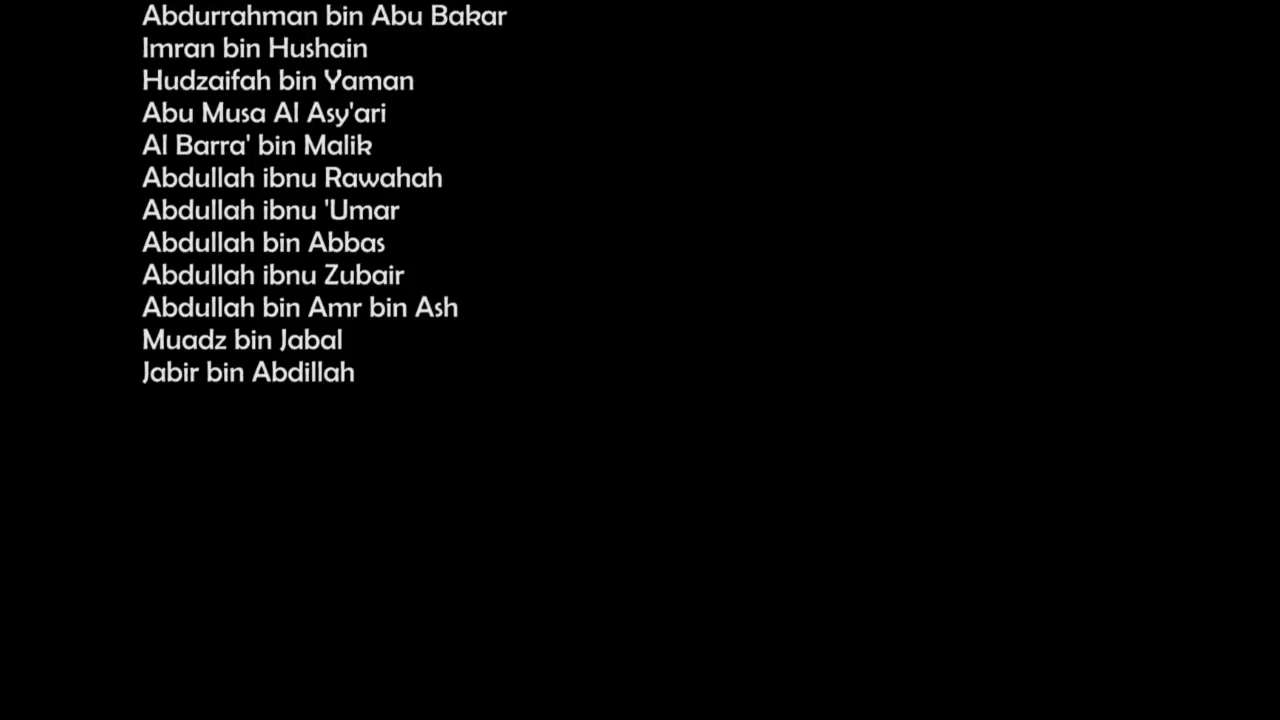 Abdurrahman bin Abu Bakar
Imran bin Hushain
Hudzaifah bin Yaman
Abu Musa Al Asy'ari
Al Barra' bin Malik
Abdullah ibnu Rawahah
Abdullah ibnu 'Umar
Abdullah bin Abbas
Abdullah ibnu Zubair
Abdullah bin Amr bin Ash
Muadz bin Jabal
Jabir bin Abdillah